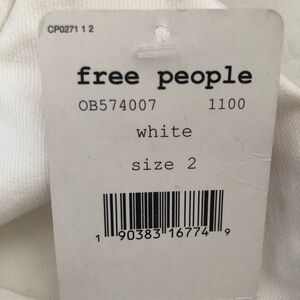 CP0271 1 2
free people
OB574007 1100
white
size 2
1 90383 16774 9